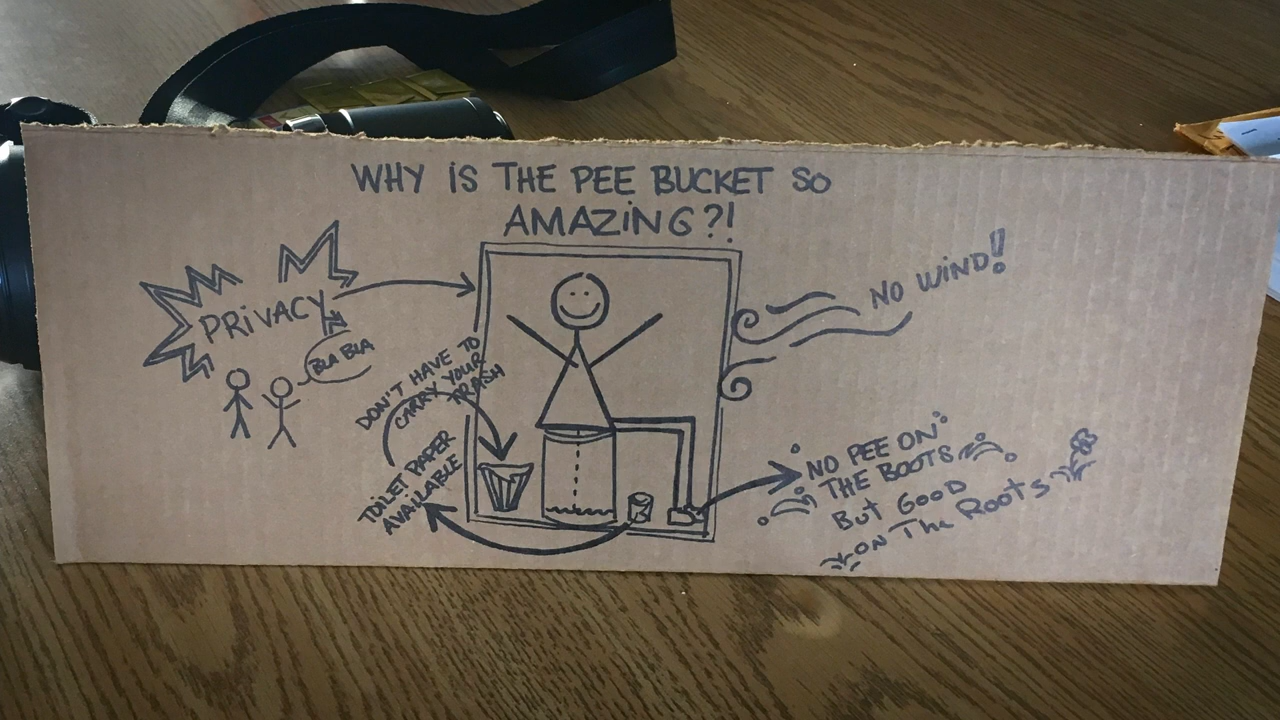 WHY IS THE PEE BUCKET SO
AMAZING?!
PRIVACY
BLA BLA
DON'T HAVE TO
CARRY YOUR
TRASH
TOILET PAPER
AVAILABLE
NO WIND!
NO PEE ON
THE BOOTS
BUT GOOD
ON THE ROOTS